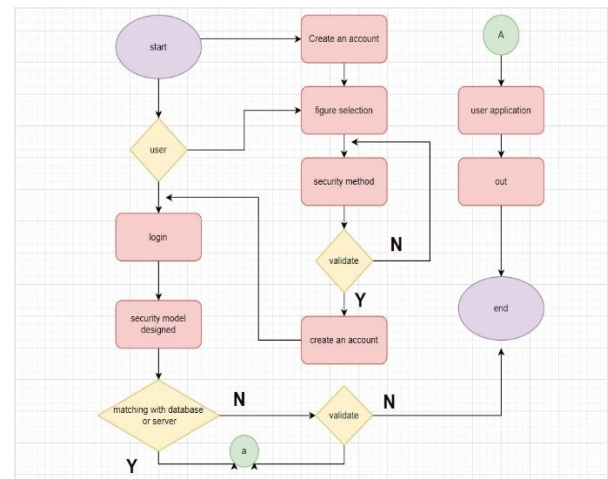 start
Create an account
A
figure selection
user application
user
security method
out
login
validate
N
Y
end
security model
designed
create an account
matching with database
or server
N
validate
N
Y
a